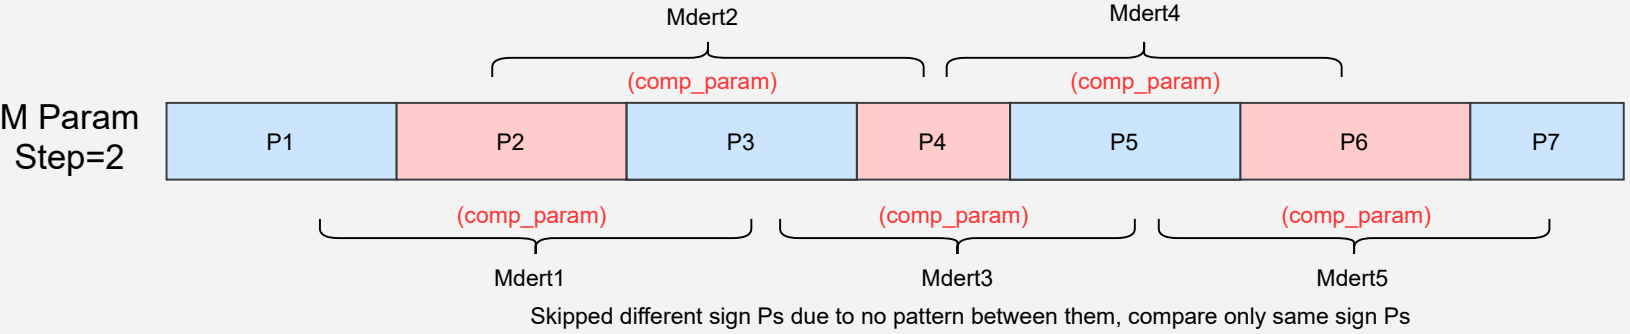 Mdert2
Mdert4
(comp_param)
(comp_param)
M Param
Step=2
P1
P2
P3
P4
P5
P6
P7
(comp_param)
(comp_param)
(comp_param)
Mdert1
Mdert3
Mdert5
Skipped different sign Ps due to no pattern between them, compare only same sign Ps